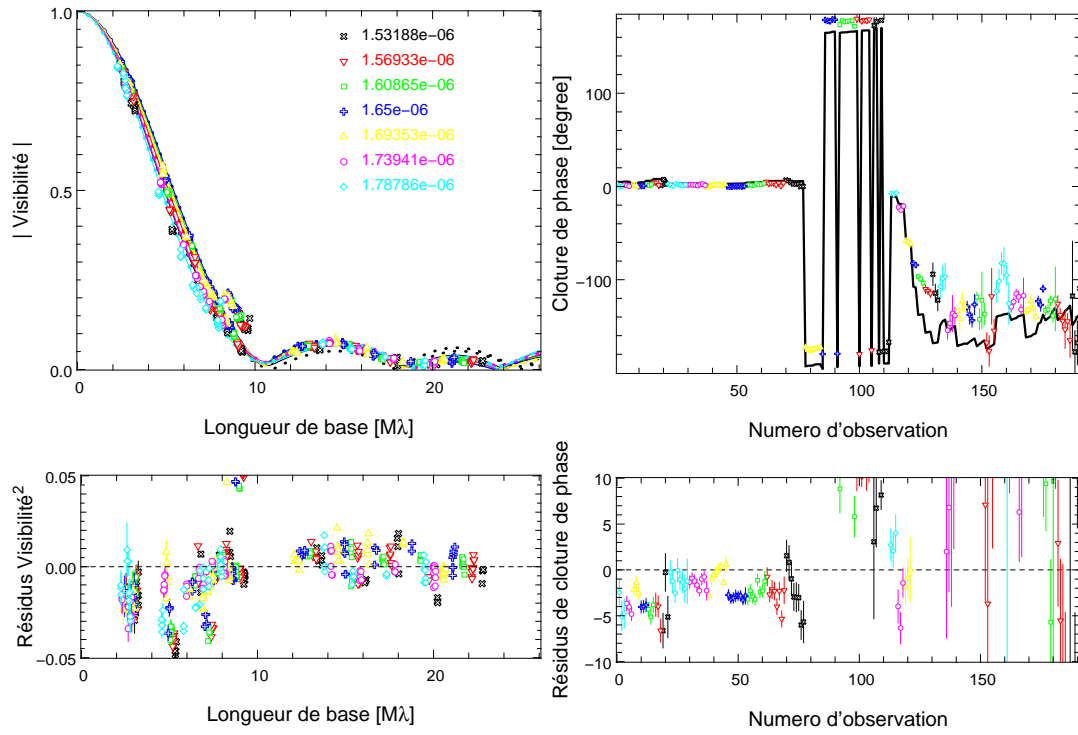 1.0
0.5
0.0
0
10
20
| Visibilité |
Longueur de base [Mλ]
1.53188e−06
1.56933e−06
1.60865e−06
1.65e−06
1.69353e−06
1.73941e−06
1.78786e−06
100
0
−100
50
100
150
Cloture de phase [degree]
Numero d'observation
0.05
0.00
−0.05
0
10
20
Résidus Visibilité²
Longueur de base [Mλ]
10
5
0
−5
−10
0
50
100
150
Résidus de cloture de phase
Numero d'observation